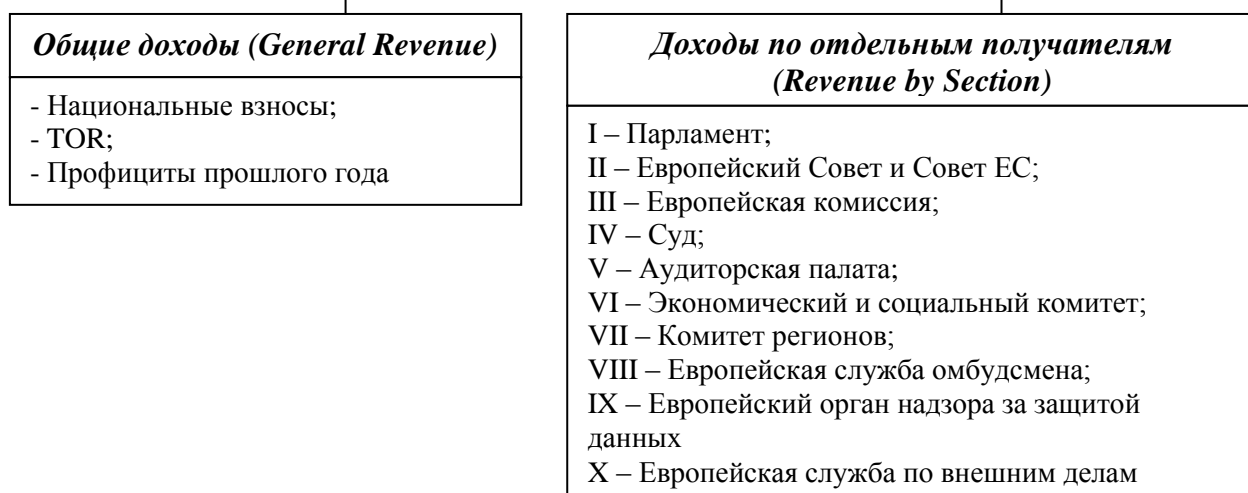 Общие доходы (General Revenue)
- Национальные взносы;
- TOR;
- Профициты прошлого года
Доходы по отдельным получателям
(Revenue by Section)
I – Парламент;
II – Европейский Совет и Совет ЕС;
III – Европейская комиссия;
IV – Суд;
V – Аудиторская палата;
VI – Экономический и социальный комитет;
VII – Комитет регионов;
VIII – Европейская служба омбудсмена;
IX – Европейский орган надзора за защитой
данных
X – Европейская служба по внешним делам